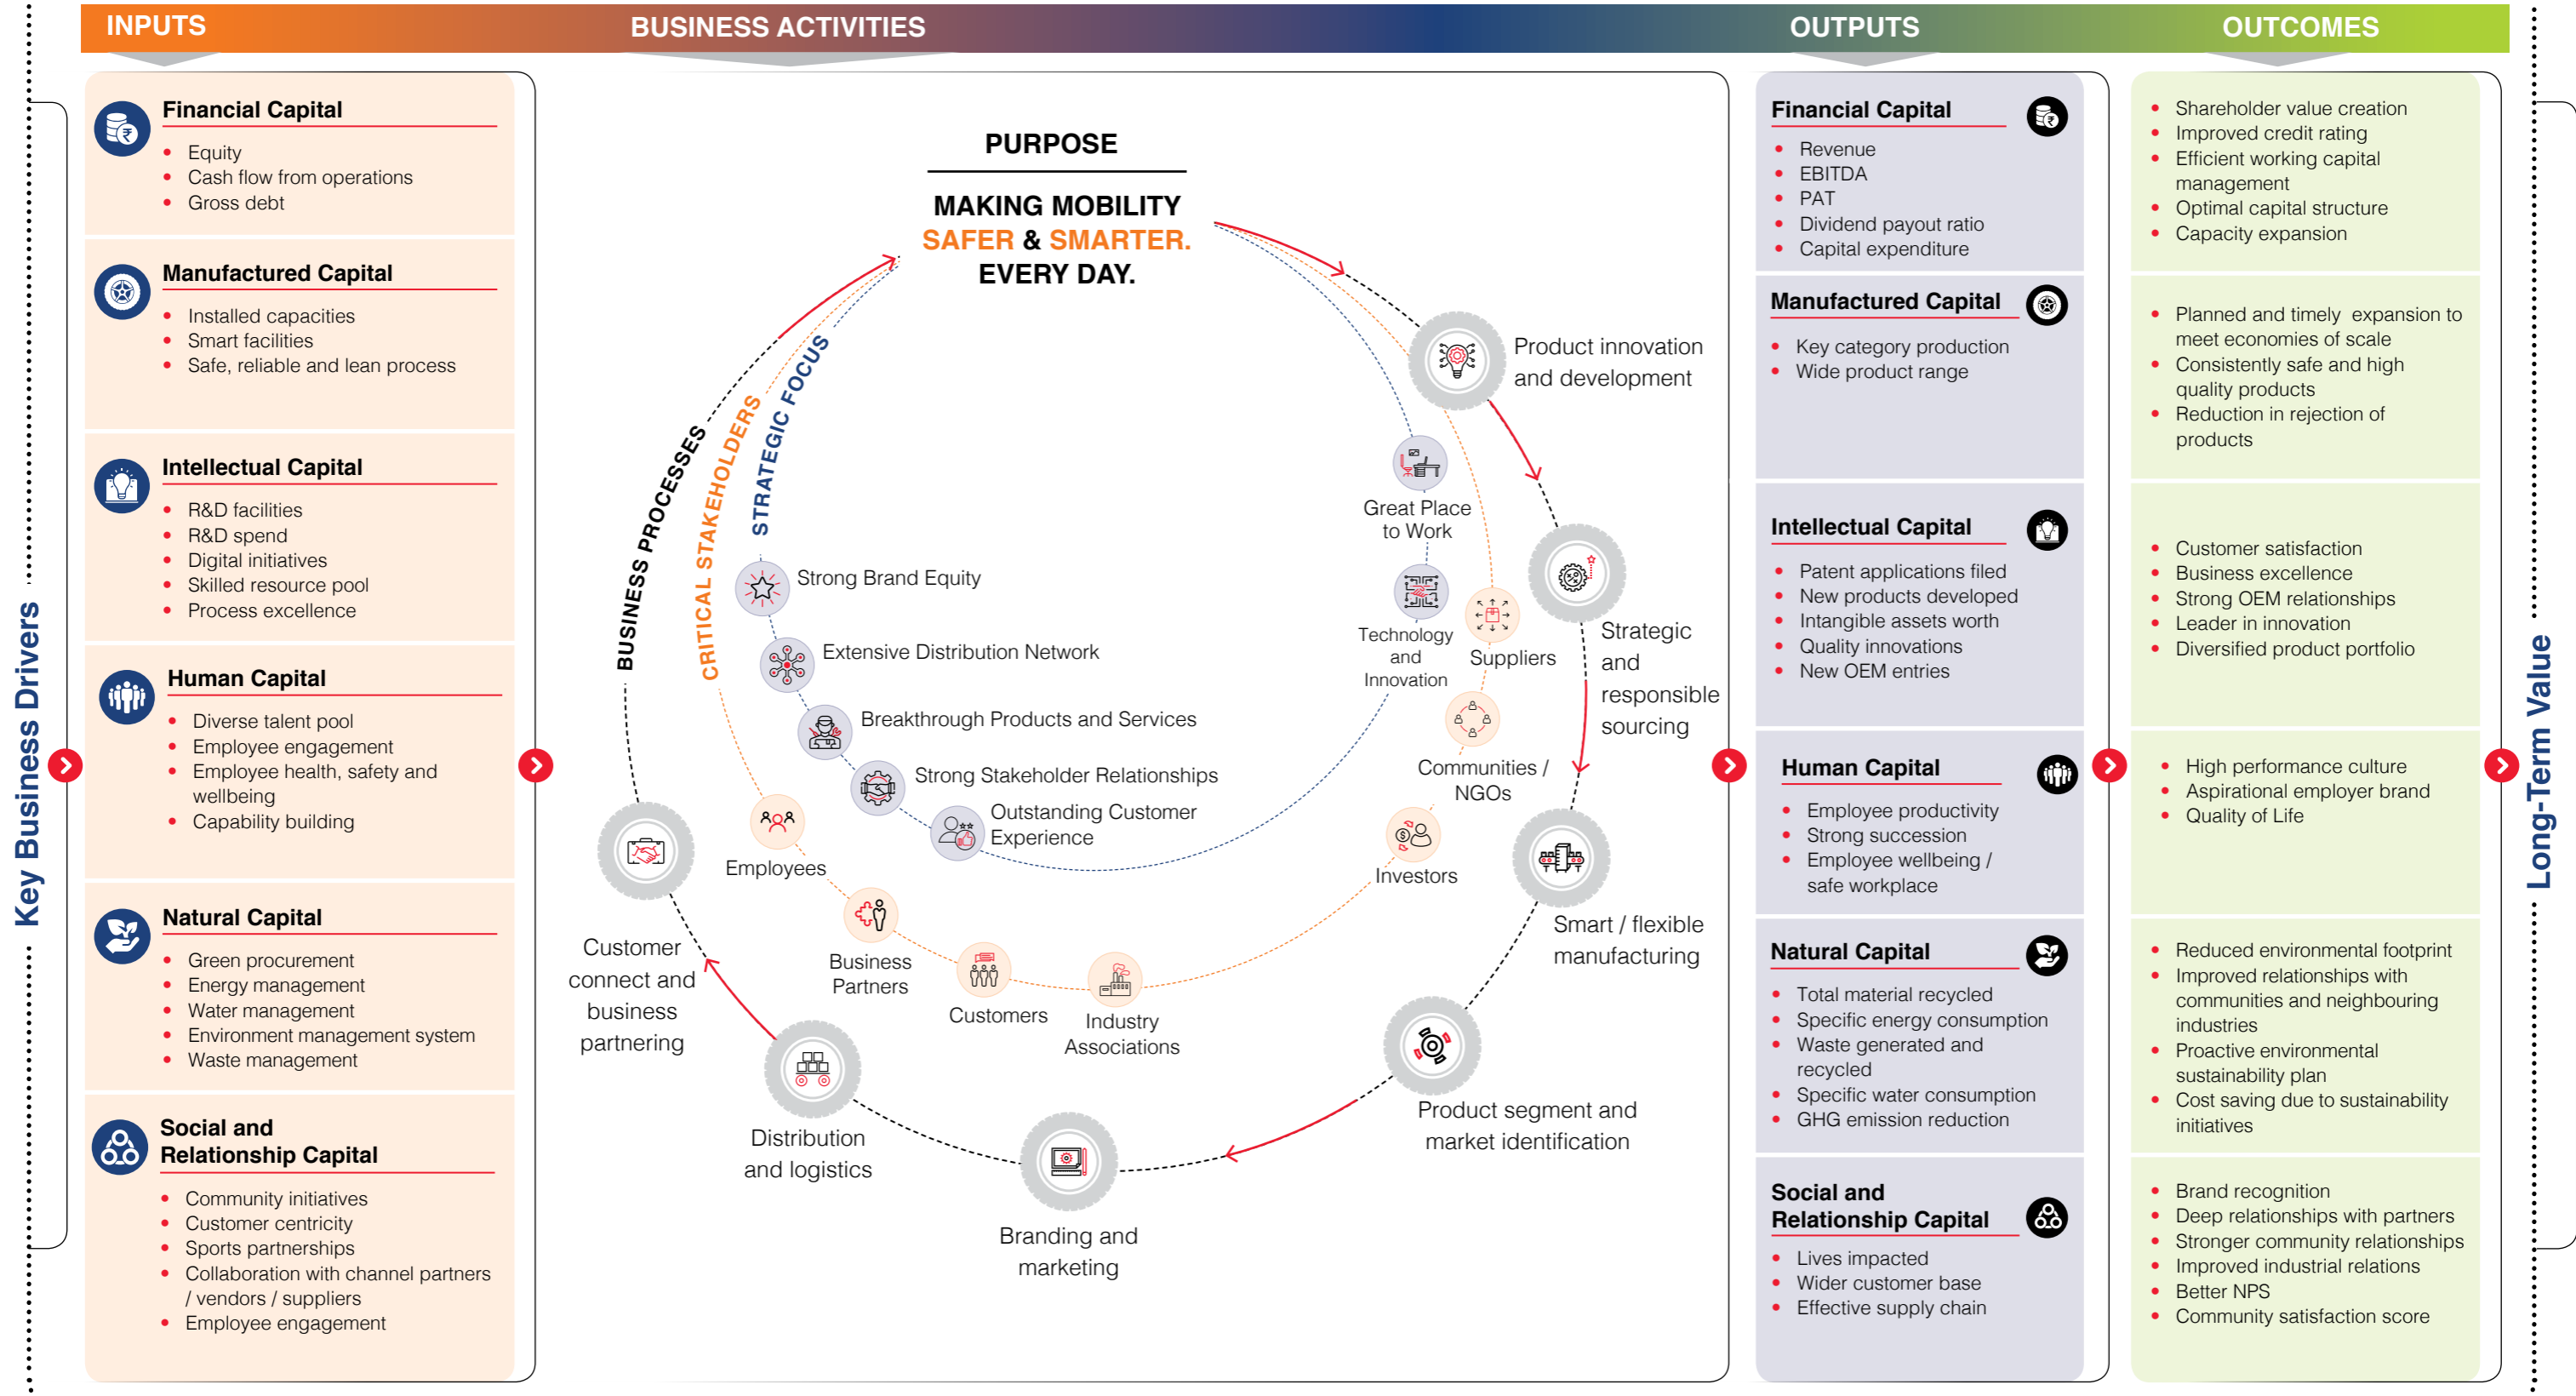 INPUTS
BUSINESS ACTIVITIES
OUTPUTS
OUTCOMES
Key Business Drivers
Financial Capital
Equity
Cash flow from operations
Gross debt
Manufactured Capital
Installed capacities
Smart facilities
Safe, reliable and lean process
Intellectual Capital
R&D facilities
R&D spend
Digital initiatives
Skilled resource pool
Process excellence
Human Capital
Diverse talent pool
Employee engagement
Employee health, safety and
wellbeing
Capability building
Natural Capital
Green procurement
Energy management
Water management
Environment management system
Waste management
Social and
Relationship Capital
Community initiatives
Customer centricity
Sports partnerships
Collaboration with channel partners
/ vendors / suppliers
Employee engagement
PURPOSE
MAKING MOBILITY
SAFER & SMARTER.
EVERY DAY.
BUSINESS PROCESSES
Product innovation
and development
Strategic
and
responsible
sourcing
Smart / flexible
manufacturing
Product segment and
market identification
Branding and
marketing
Distribution
and logistics
Customer
connect and
business
partnering
CRITICAL STAKEHOLDERS
Suppliers
Communities /
NGOs
Investors
Industry
Associations
Customers
Business
Partners
Employees
STRATEGIC FOCUS
Great Place
to Work
Technology
and
Innovation
Strong Brand Equity
Extensive Distribution Network
Breakthrough Products and Services
Strong Stakeholder Relationships
Outstanding Customer
Experience
Financial Capital
Revenue
EBITDA
PAT
Dividend payout ratio
Capital expenditure
Manufactured Capital
Key category production
Wide product range
Intellectual Capital
Patent applications filed
New products developed
Intangible assets worth
Quality innovations
New OEM entries
Human Capital
Employee productivity
Strong succession
Employee wellbeing /
safe workplace
Natural Capital
Total material recycled
Specific energy consumption
Waste generated and
recycled
Specific water consumption
GHG emission reduction
Social and
Relationship Capital
Lives impacted
Wider customer base
Effective supply chain
Shareholder value creation
Improved credit rating
Efficient working capital
management
Optimal capital structure
Capacity expansion
Planned and timely expansion to
meet economies of scale
Consistently safe and high
quality products
Reduction in rejection of
products
Customer satisfaction
Business excellence
Strong OEM relationships
Leader in innovation
Diversified product portfolio
High performance culture
Aspirational employer brand
Quality of Life
Reduced environmental footprint
Improved relationships with
communities and neighbouring
industries
Proactive environmental
sustainability plan
Cost saving due to sustainability
initiatives
Brand recognition
Deep relationships with partners
Stronger community relationships
Improved industrial relations
Better NPS
Community satisfaction score
Long-Term Value